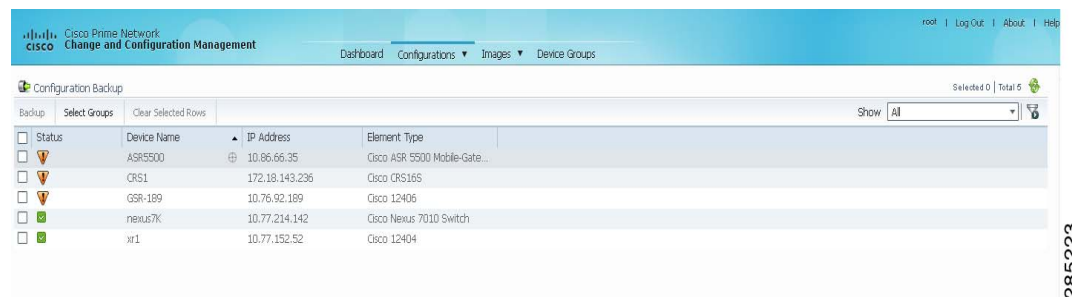 root | Log Out | About | Help
cisco Cisco Prime Network
Change and Configuration Management
Dashboard Configurations ▼ Images ▼ Device Groups
Configuration Backup
Selected 0 | Total 5
Backup Select Groups Clear Selected Rows
Show All
Status Device Name IP Address Element Type
ASR5500 10.86.66.35 Cisco ASR 5500 Mobile-Gate...
CRS1 172.18.143.236 Cisco CRS16S
GSR-189 10.76.92.189 Cisco 12406
nexus7K 10.77.214.142 Cisco Nexus 7010 Switch
xr1 10.77.152.52 Cisco 12404
285223